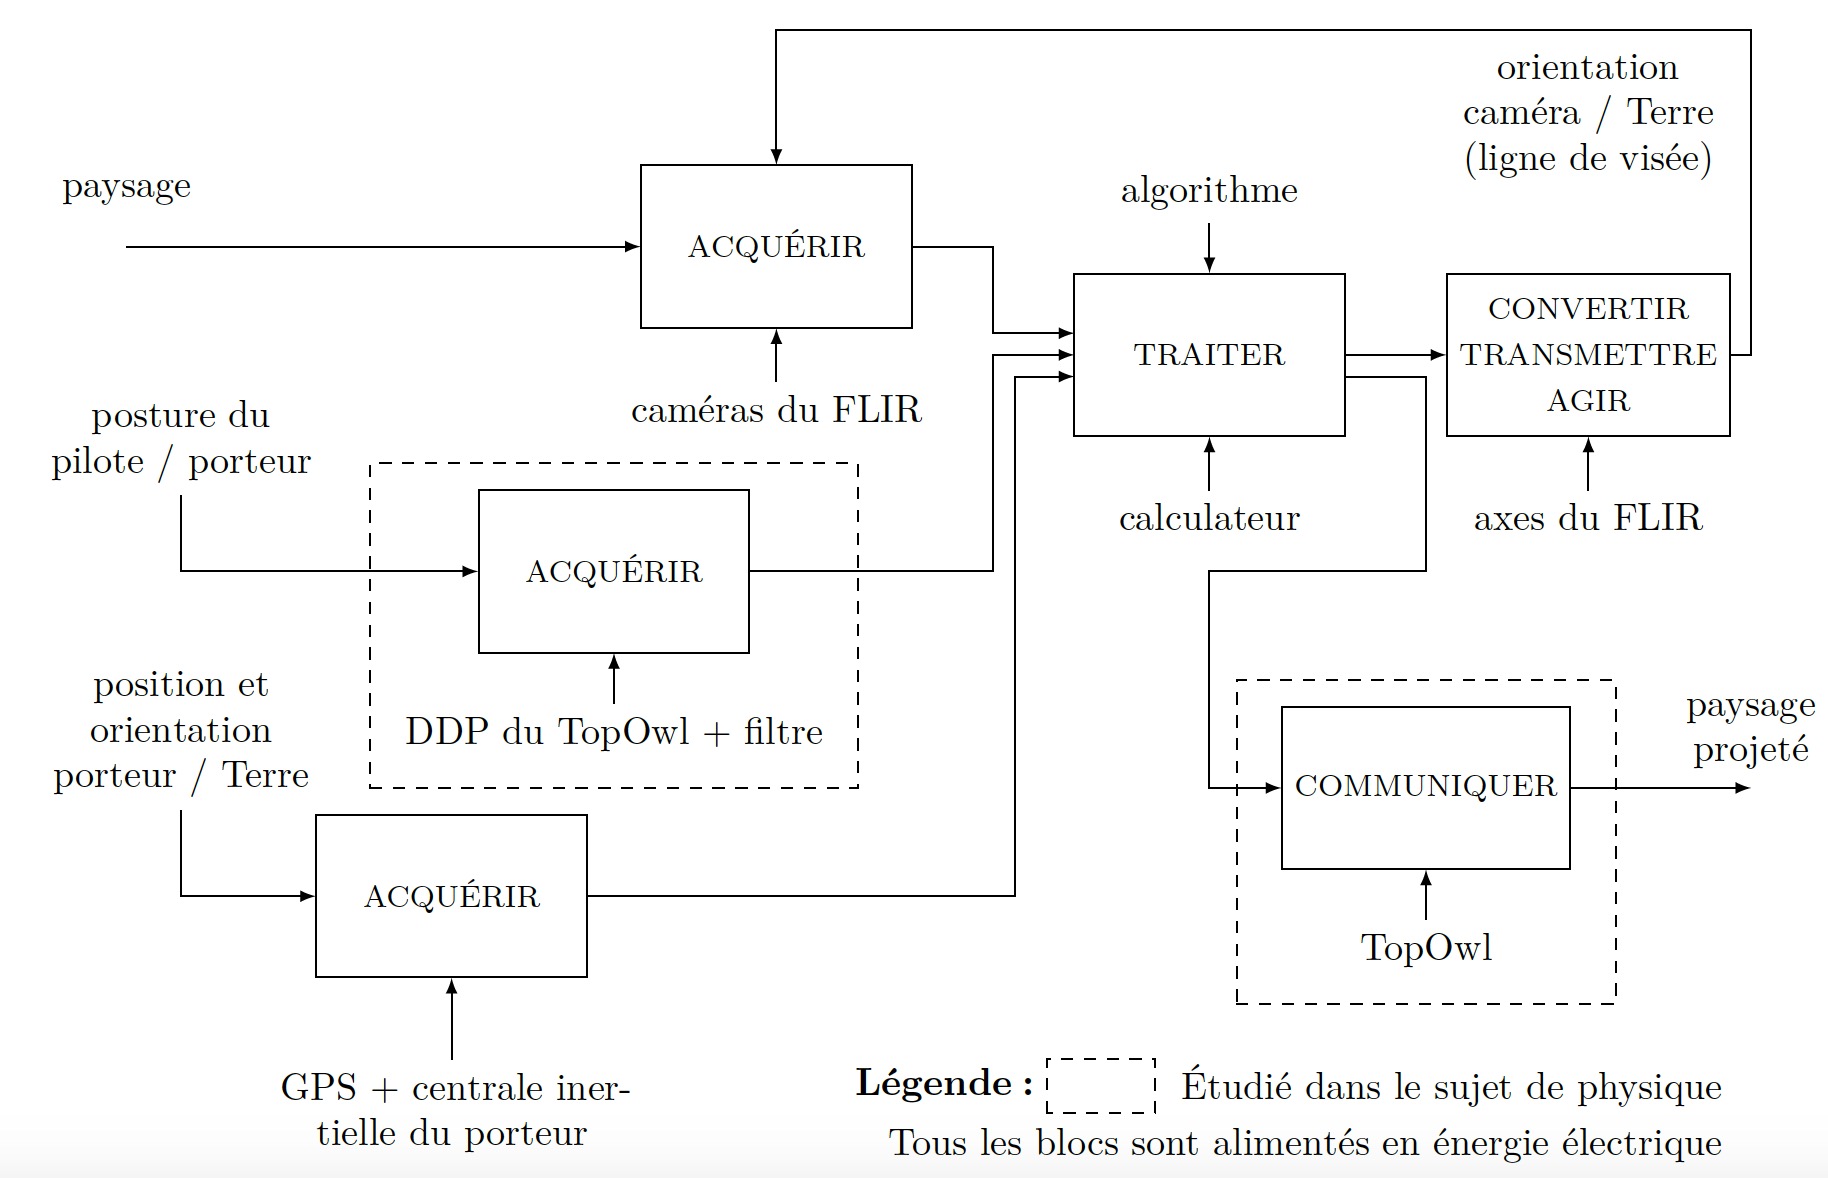 orientation
caméra / Terre
(ligne de visée)
paysage
algorithme
ACQUÉRIR
TRAITER
CONVERTIR
TRANSMETTRE
AGIR
caméras du FLIR
posture du
pilote / porteur
calculateur
axes du FLIR
ACQUÉRIR
DDP du TopOwl + filtre
position et
orientation
porteur / Terre
paysage
projeté
COMMUNIQUER
ACQUÉRIR
TopOwl
GPS + centrale iner-
tielle du porteur
Légende : Étudié dans le sujet de physique
Tous les blocs sont alimentés en énergie électrique